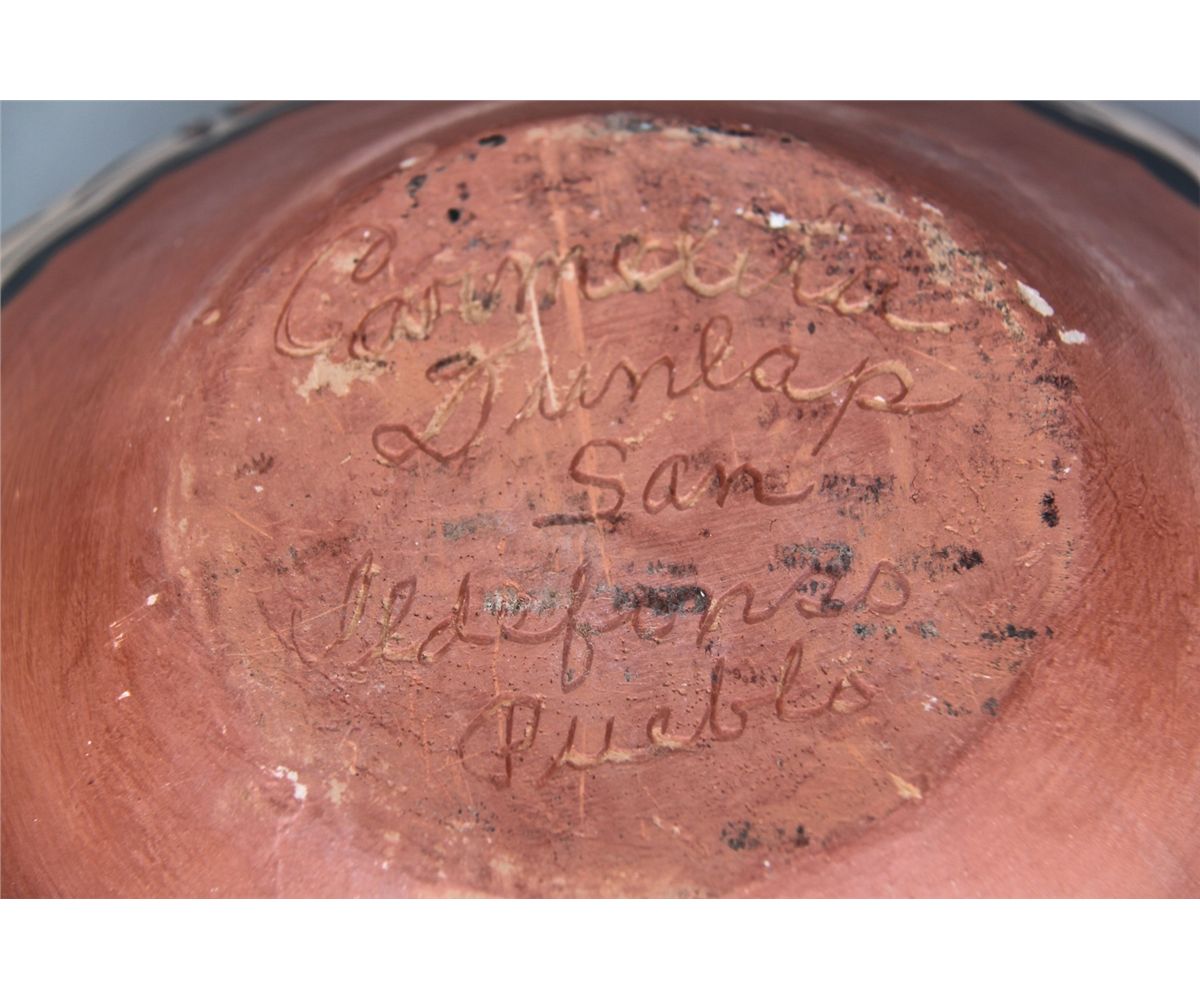 Carmelita
Dunlap
San
Ildefonso
Pueblo